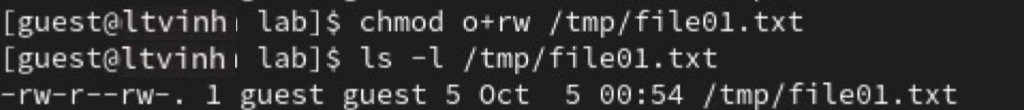 [guest@ltvinh lab]$ chmod o+rw /tmp/file01.txt
[guest@ltvinh lab]$ ls -l /tmp/file01.txt
-rw-r--rw-. 1 guest guest 5 Oct  5 00:54 /tmp/file01.txt